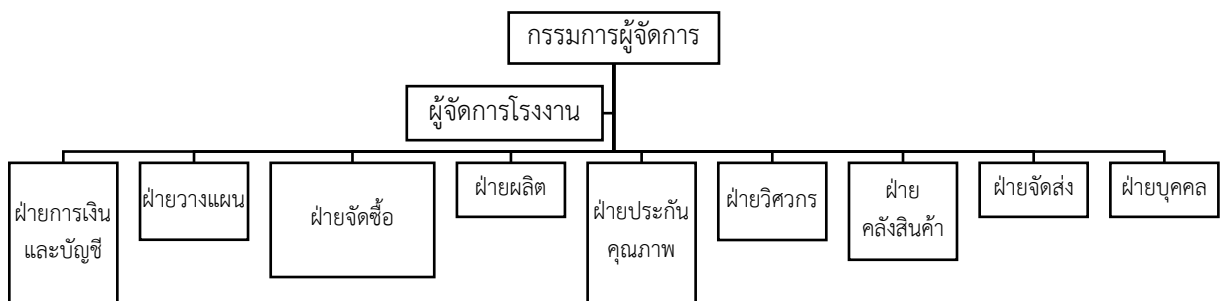 กรรมการผู้จัดการ
ผู้จัดการโรงงาน
ฝ่ายการเงิน
และบัญชี
ฝ่ายวางแผน
ฝ่ายจัดซื้อ
ฝ่ายผลิต
ฝ่ายประกัน
คุณภาพ
ฝ่ายวิศวกร
ฝ่าย
คลังสินค้า
ฝ่ายจัดส่ง
ฝ่ายบุคคล